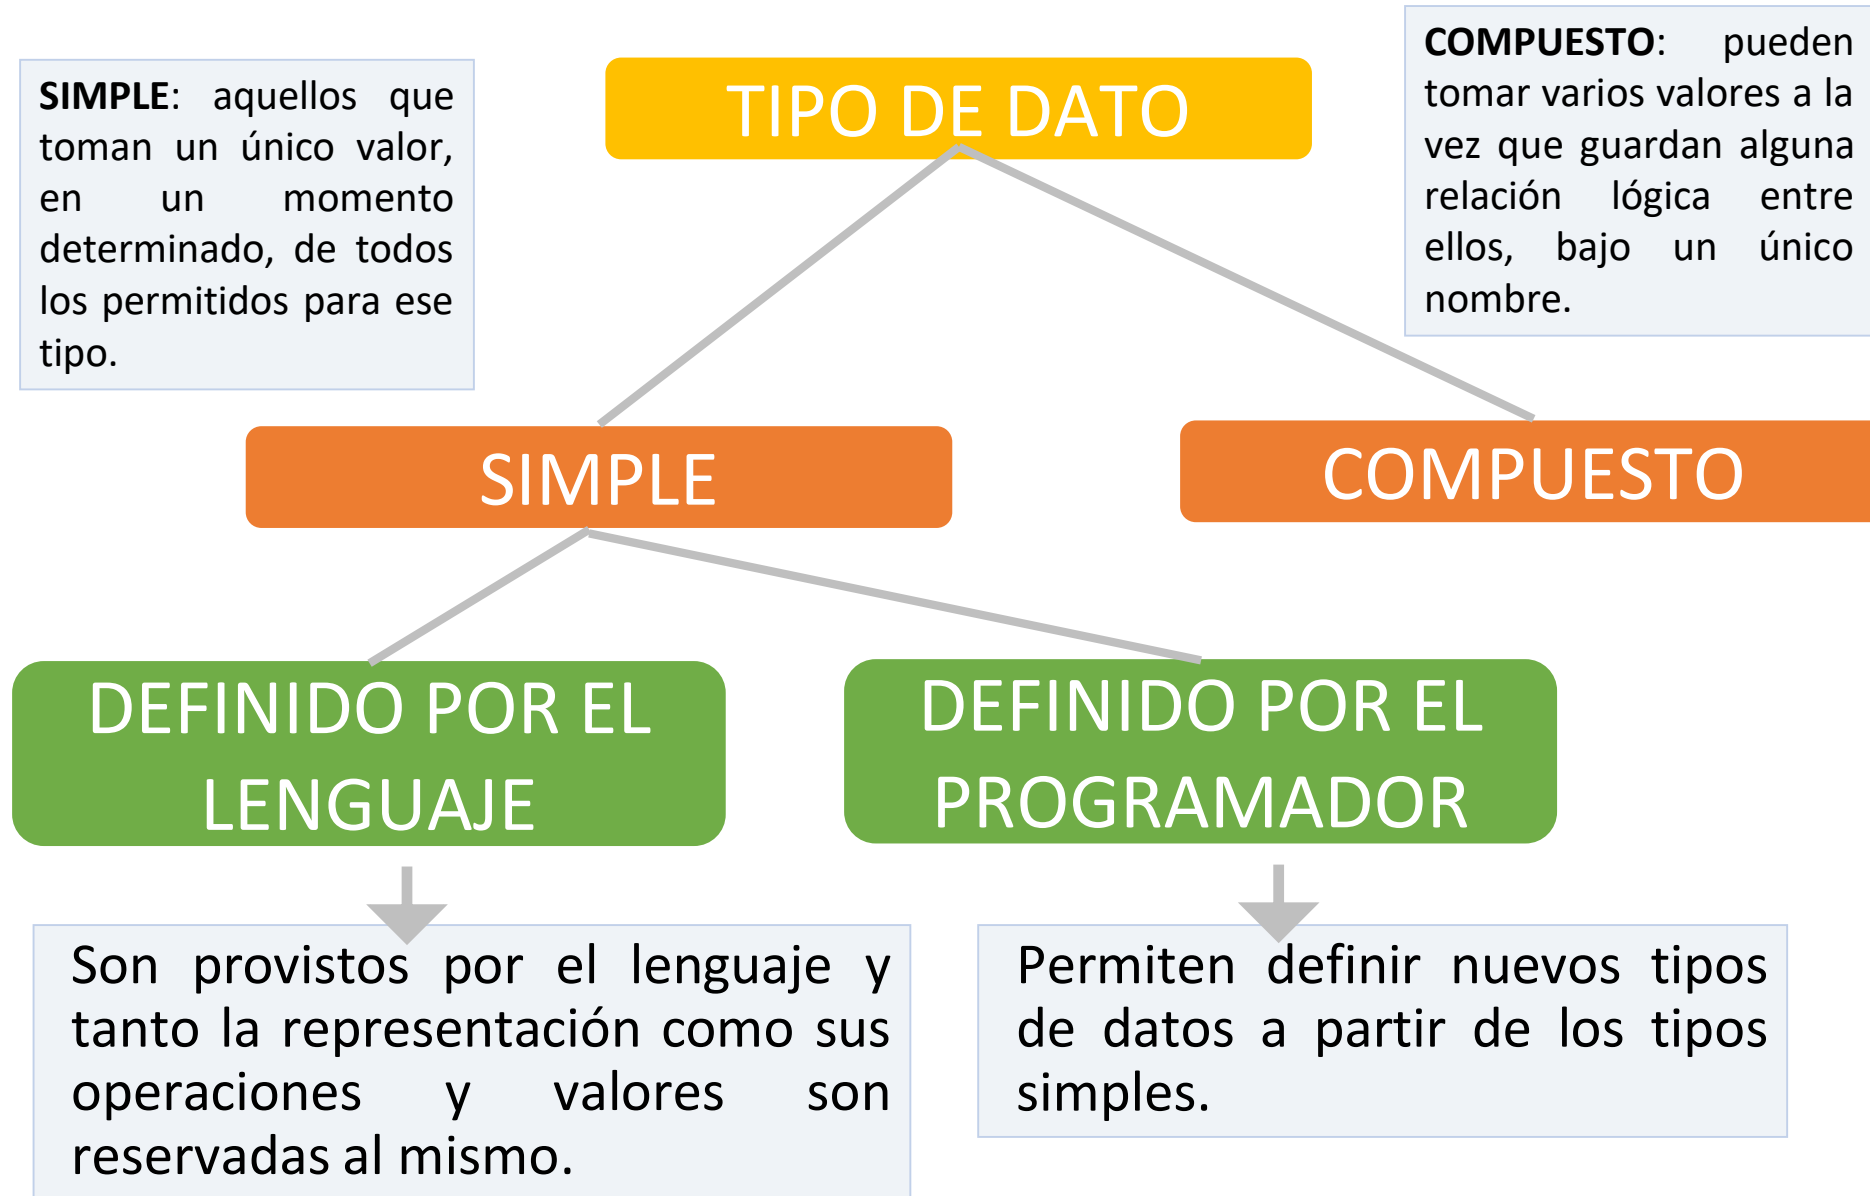 SIMPLE: aquellos que
toman un único valor,
en un momento
determinado, de todos
los permitidos para ese
tipo.
TIPO DE DATO
COMPUESTO: pueden
tomar varios valores a la
vez que guardan alguna
relación lógica entre
ellos, bajo un único
nombre.
SIMPLE
COMPUESTO
DEFINIDO POR EL
LENGUAJE
DEFINIDO POR EL
PROGRAMADOR
Son provistos por el lenguaje y
tanto la representación como sus
operaciones y valores son
reservadas al mismo.
Permiten definir nuevos tipos
de datos a partir de los tipos
simples.